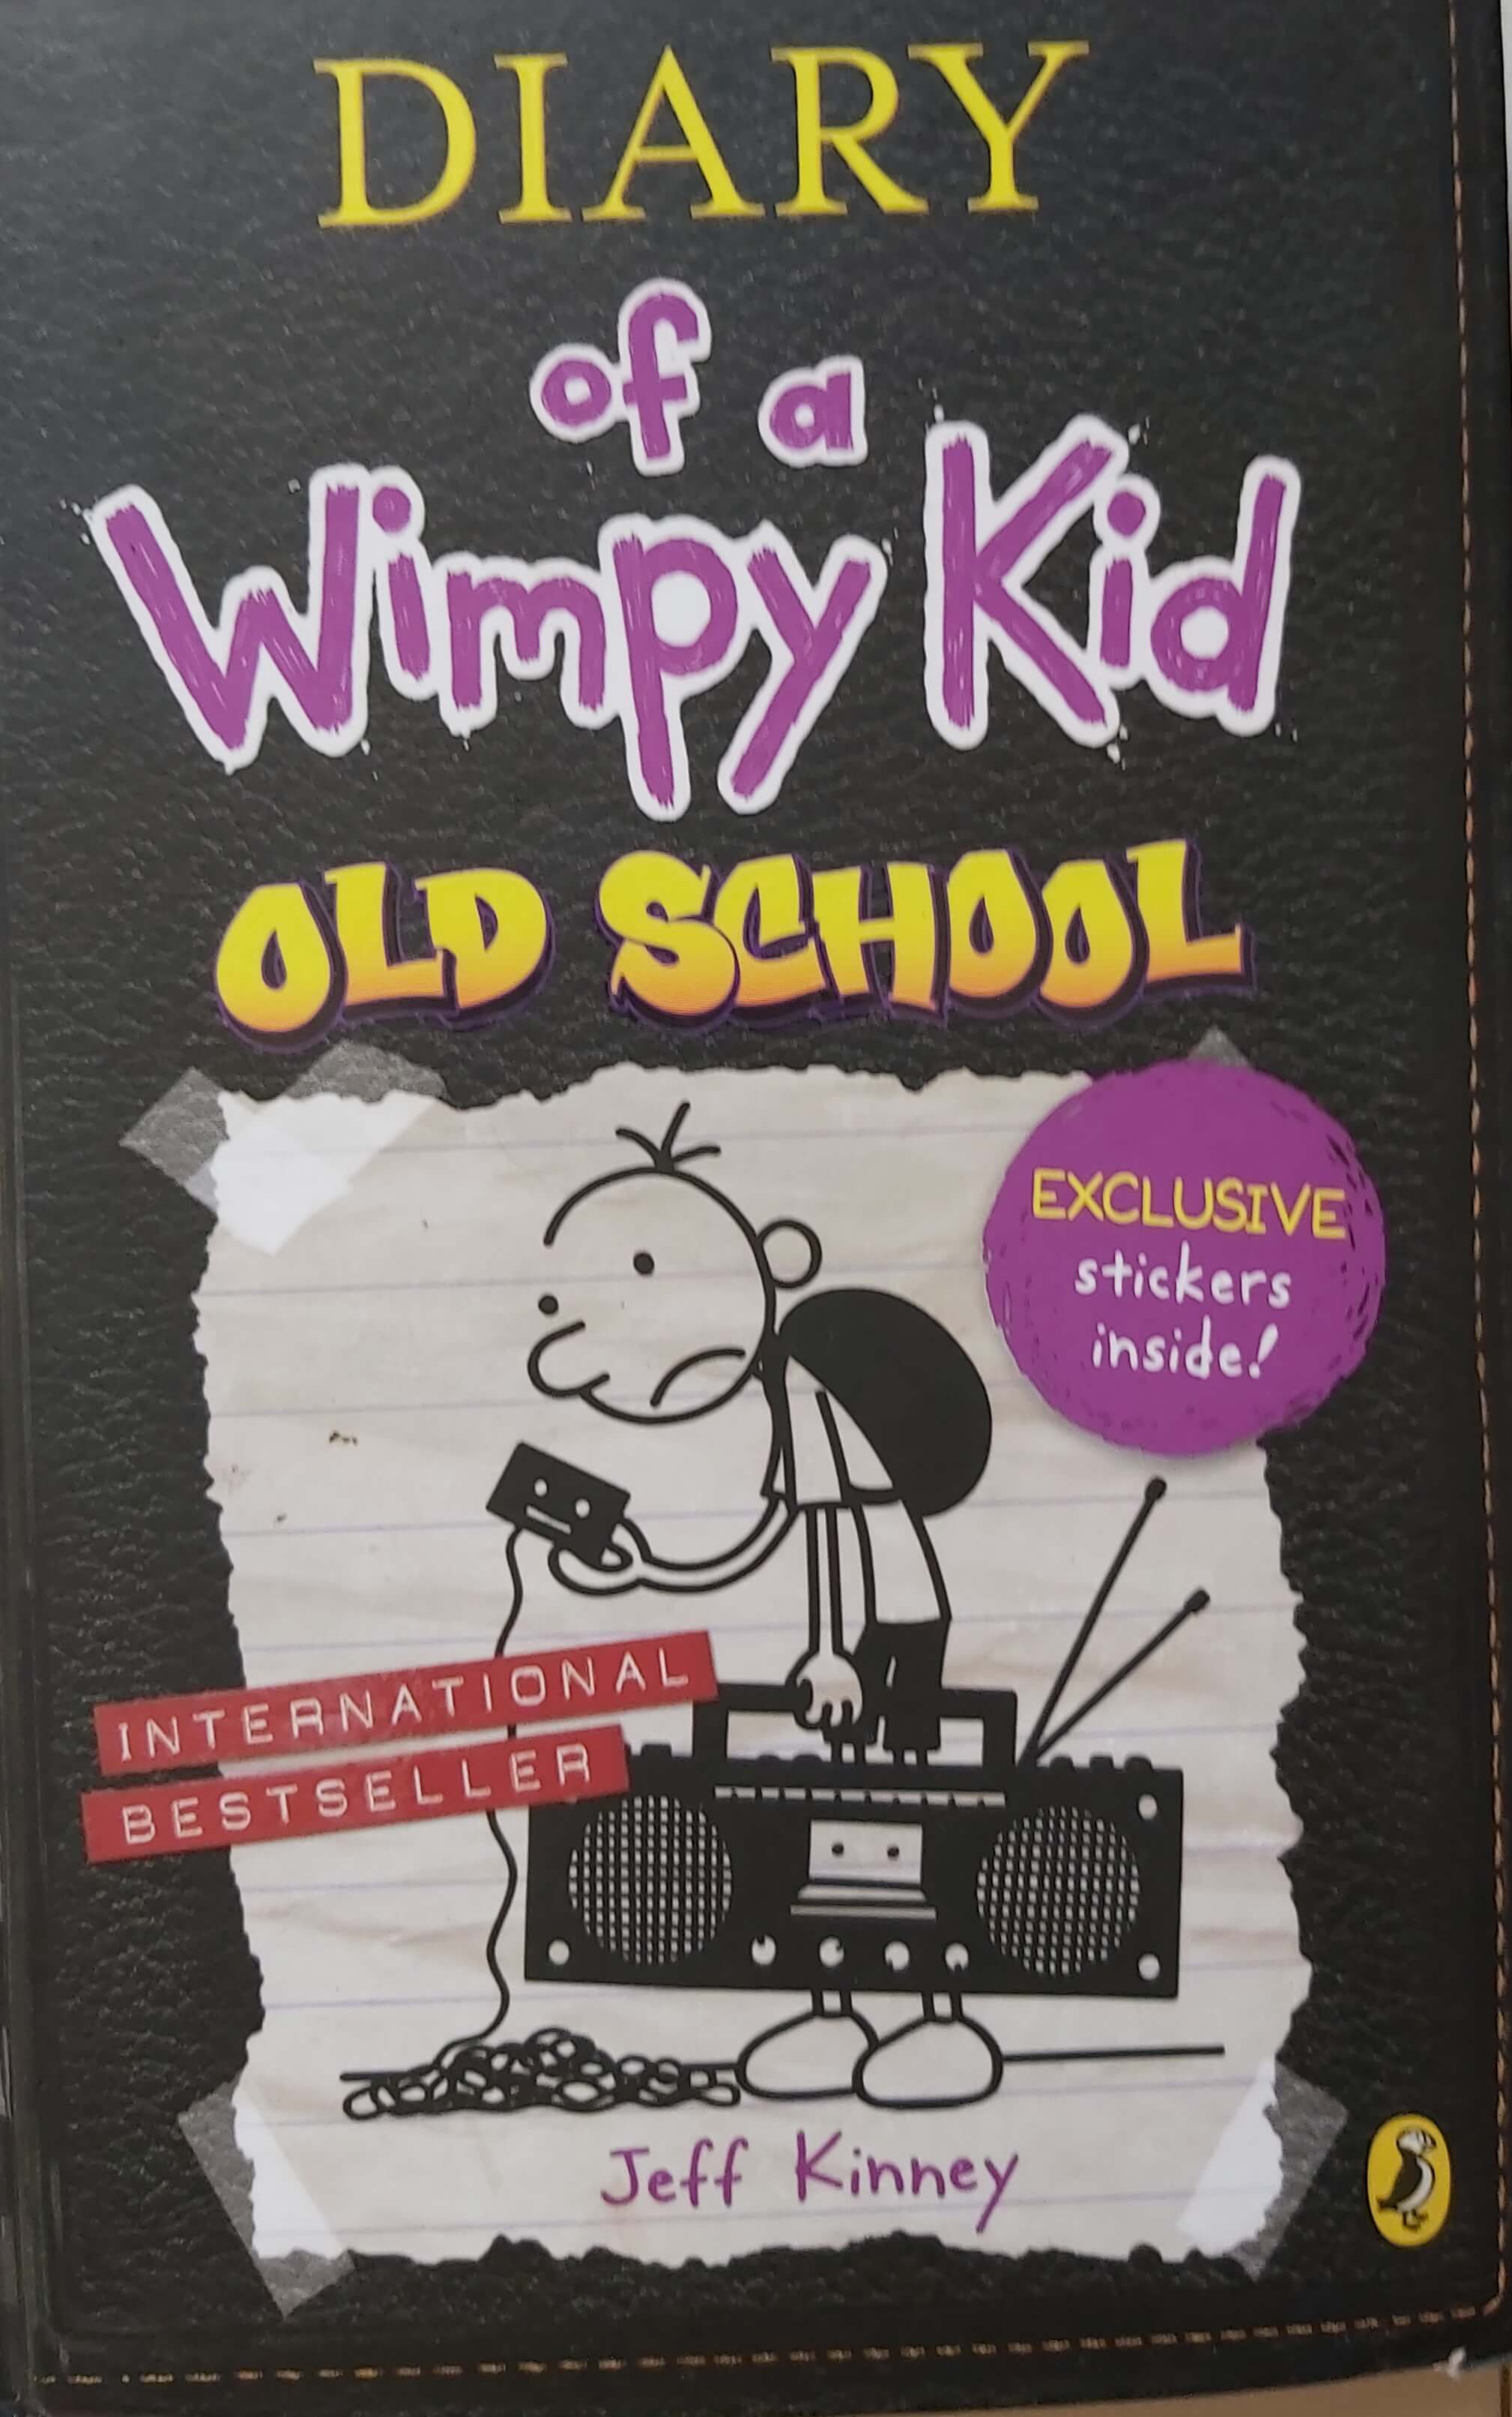 DIARY
of a
Wimpy Kid
OLD SCHOOL
EXCLUSIVE
stickers
inside!
INTERNATIONAL
BESTSELLER
Jeff Kinney